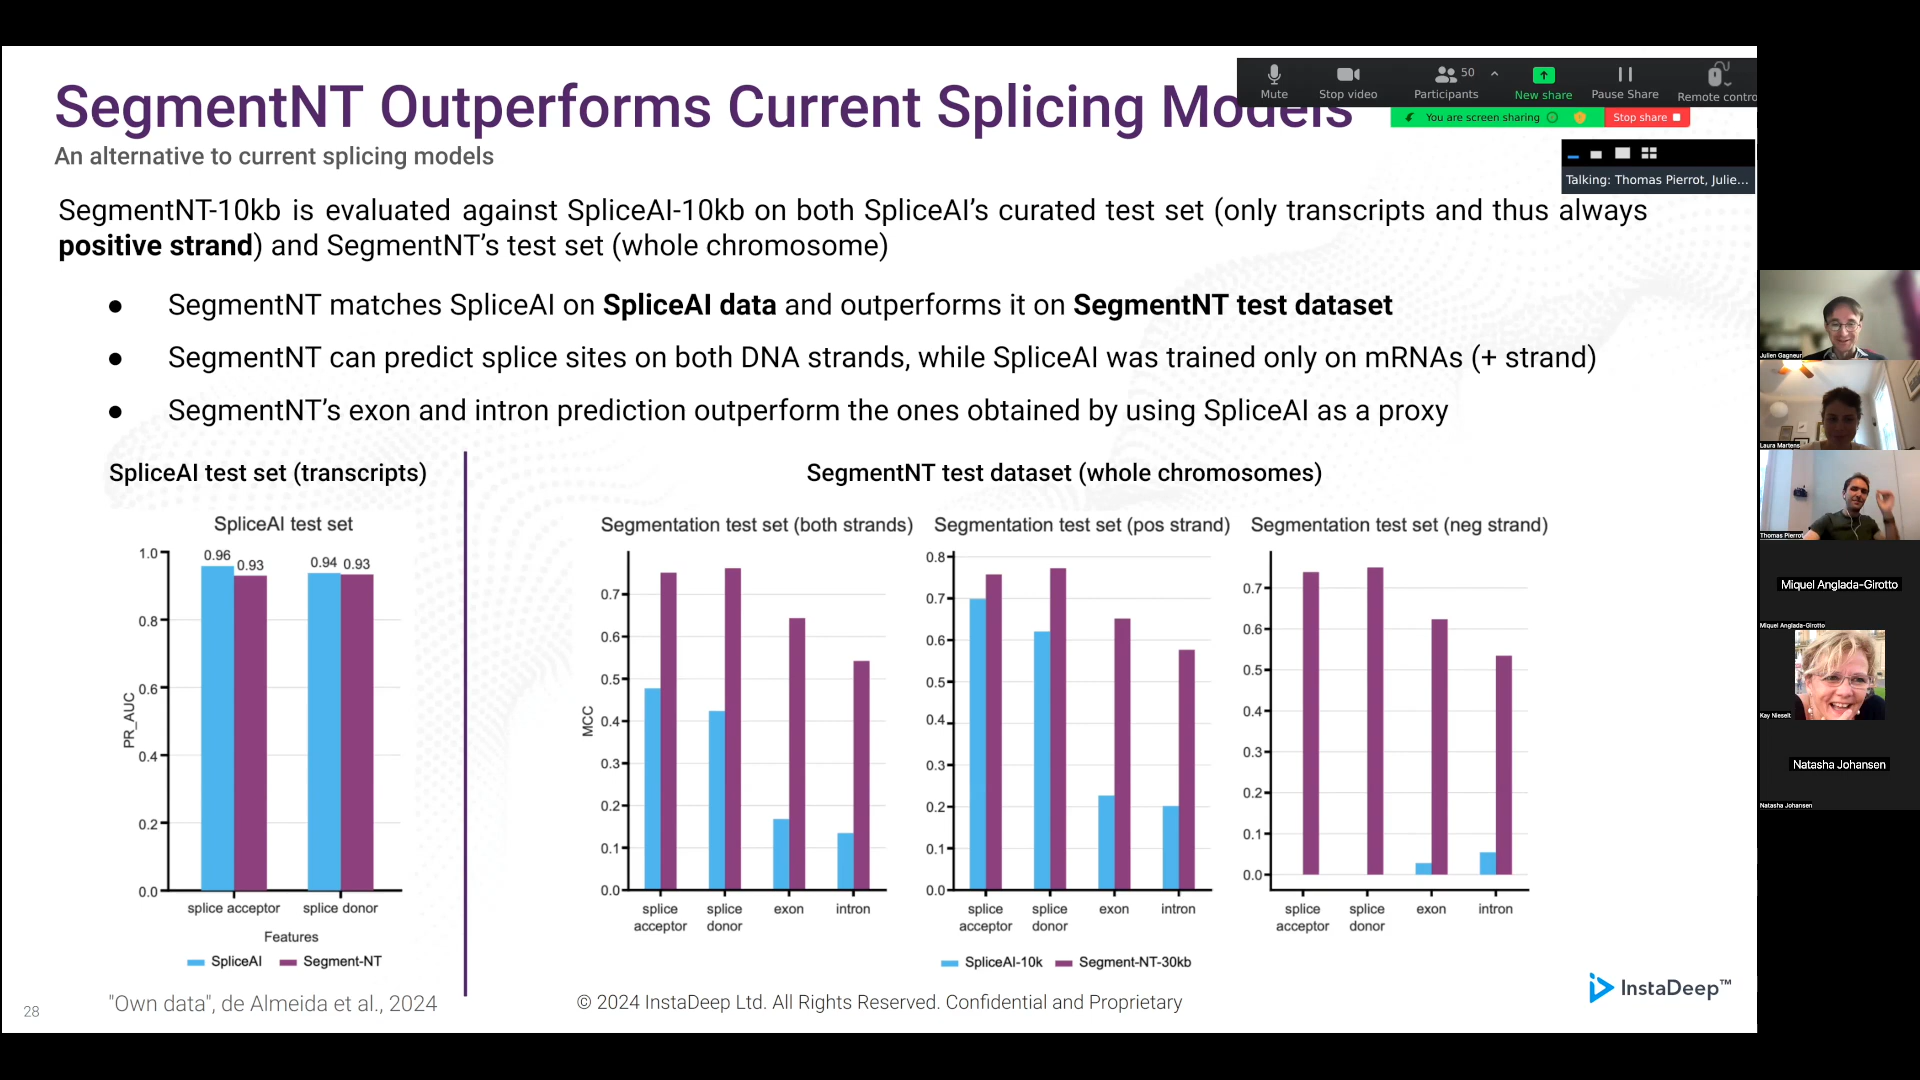 SegmentNT Outperforms Current Splicing Models
An alternative to current splicing models
Mute
Stop video
Participants
50
New share
Pause Share
Remote contro
You are screen sharing
Stop share
Talking: Thomas Pierrot, Julie...
SegmentNT-10kb is evaluated against SpliceAI-10kb on both SpliceAI's curated test set (only transcripts and thus always
positive strand) and SegmentNT's test set (whole chromosome)
● SegmentNT matches SpliceAI on SpliceAI data and outperforms it on SegmentNT test dataset
● SegmentNT can predict splice sites on both DNA strands, while SpliceAI was trained only on mRNAs (+ strand)
● SegmentNT's exon and intron prediction outperform the ones obtained by using SpliceAI as a proxy
SpliceAI test set (transcripts)
SpliceAI test set
PR_AUC
1.0
0.8
0.6
0.4
0.2
0.0
0.96
0.93
0.94
0.93
splice acceptor
splice donor
Features
SpliceAI
Segment-NT
SegmentNT test dataset (whole chromosomes)
Segmentation test set (both strands)
MCC
0.7
0.6
0.5
0.4
0.3
0.2
0.1
0.0
splice
acceptor
splice
donor
exon
intron
Segmentation test set (pos strand)
0.8
0.7
0.6
0.5
0.4
0.3
0.2
0.1
0.0
splice
acceptor
splice
donor
exon
intron
Segmentation test set (neg strand)
0.7
0.6
0.5
0.4
0.3
0.2
0.1
0.0
splice
acceptor
splice
donor
exon
intron
SpliceAI-10k
Segment-NT-30kb
28
"Own data", de Almeida et al., 2024
© 2024 InstaDeep Ltd. All Rights Reserved. Confidential and Proprietary
InstaDeep™
Julien Gagneur
Laura Martens
Thomas Pierrot
Miquel Anglada-Girotto
Miquel Anglada-Girotto
Kay Nieselt
Natasha Johansen
Natasha Johansen